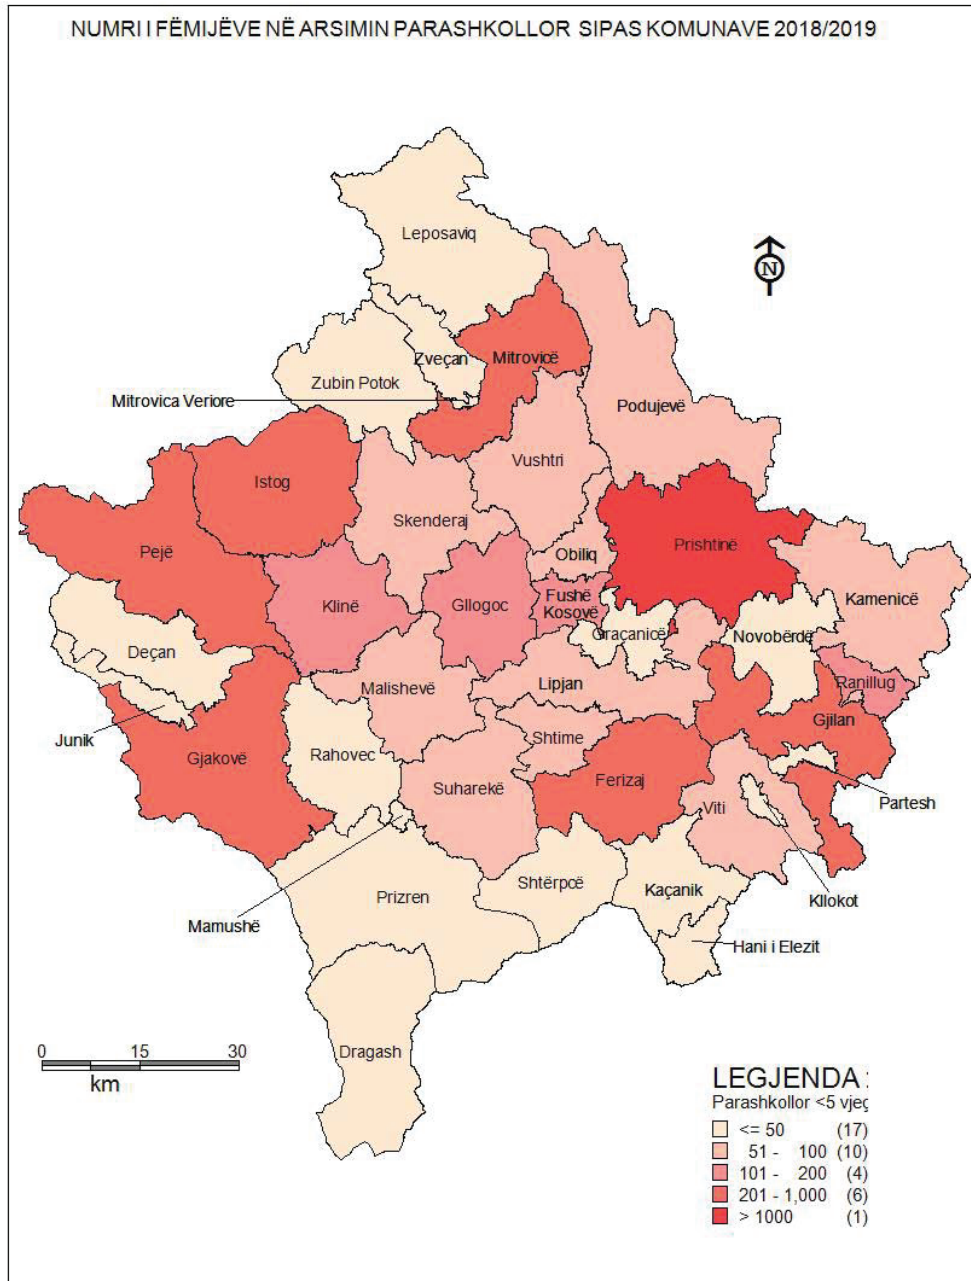 NUMRI I FËMIJËVE NË ARSIMIN PARASHKOLLOR SIPAS KOMUNAVE 2018/2019
Leposaviq
N
Zveçan
Mitrovicë
Zubin Potok
Mitrovica Veriore
Podujevë
Vushtri
Istog
Skenderaj
Pejë
Obiliq
Prishtinë
Klinë
Gllogoc
Fushë
Kosovë
Kamenicë
Graçanicë
Novobërdë
Deçan
Malishevë
Lipjan
Ranillug
Junik
Gjilan
Shtime
Gjakovë
Rahovec
Ferizaj
Suharekë
Partesh
Viti
Shtërpcë
Kaçanik
Kllokot
Prizren
Mamushë
Hani i Elezit
Dragash
0 15 30
km
LEGJENDA :
Parashkollor <5 vjeç
<= 50 (17)
51 - 100 (10)
101 - 200 (4)
201 - 1,000 (6)
> 1000 (1)